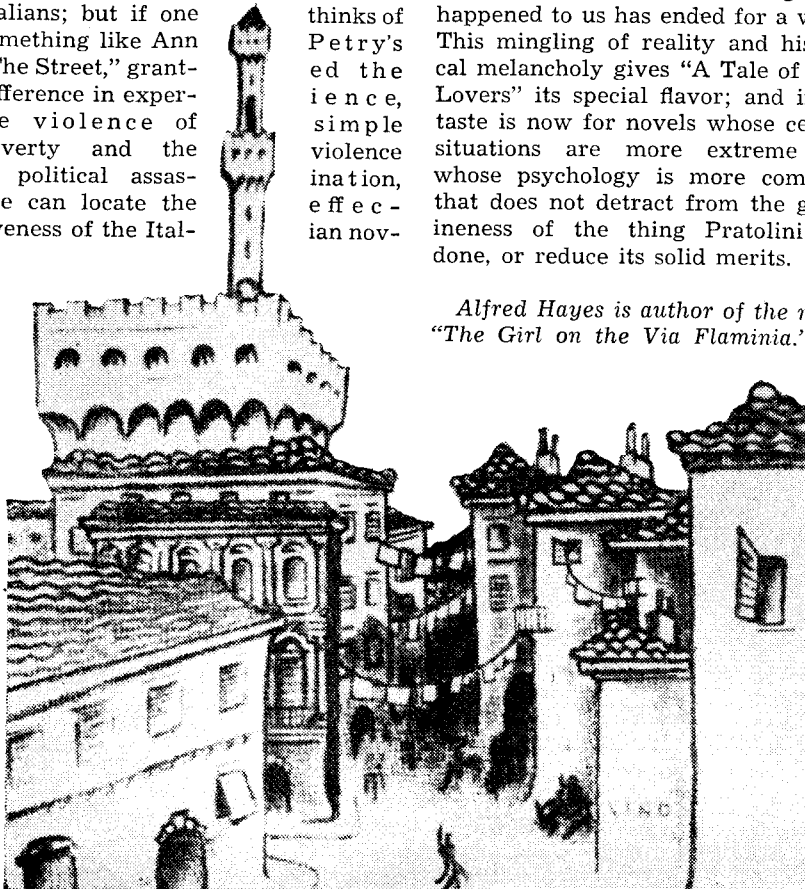 alians; but if one thinks of
mething like Ann Petry's
he Street," grant- ed the
fference in exper- ience,
e violence of simple
verty and the violence
political assas- ination,
e can locate the effec-
veness of the Ital- ian nov-
happened to us has ended for a v
This mingling of reality and his
cal melancholy gives "A Tale of
Lovers" its special flavor; and i
taste is now for novels whose ce
situations are more extreme
whose psychology is more com
that does not detract from the g
ineness of the thing Pratolini
done, or reduce its solid merits.
Alfred Hayes is author of the n
"The Girl on the Via Flaminia."
VINO